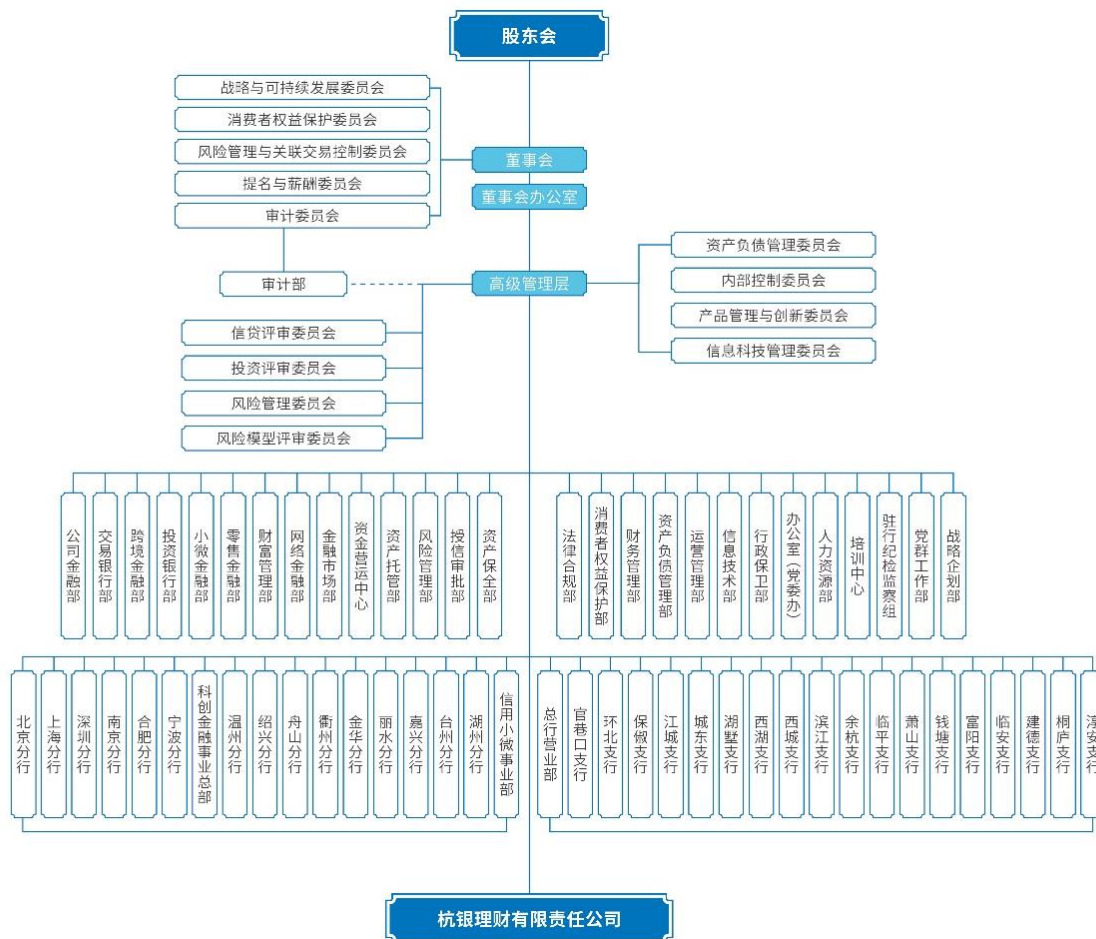 股东会
战略与可持续发展委员会
消费者权益保护委员会
风险管理与关联交易控制委员会
提名与薪酬委员会
审计委员会
董事会
董事会办公室
审计部
高级管理层
资产负债管理委员会
内部控制委员会
产品管理与创新委员会
信息科技管理委员会
信贷评审委员会
投资评审委员会
风险管理委员会
风险模型评审委员会
公司金融部
交易银行部
跨境金融部
投资银行部
小微金融部
零售金融部
财富管理部
网络金融部
金融市场部
资金营运中心
资产托管部
风险管理部
授信审批部
资产保全部
法律合规部
消费者权益保护部
财务管理部
资产负债管理部
运营管理部
信息技术部
行政保卫部
办公室（党委办）
人力资源部
培训中心
驻行纪检监察组
党群工作部
战略企划部
北京分行
上海分行
深圳分行
南京分行
合肥分行
宁波分行
科创金融事业总部
温州分行
绍兴分行
舟山分行
衢州分行
金华分行
丽水分行
嘉兴分行
台州分行
湖州分行
信用小微事业部
总行营业部
官巷口支行
环北支行
保俶支行
江城支行
城东支行
湖墅支行
西湖支行
西城支行
滨江支行
余杭支行
临平支行
萧山支行
钱塘支行
富阳支行
临安支行
建德支行
桐庐支行
淳安支行
杭银理财有限责任公司